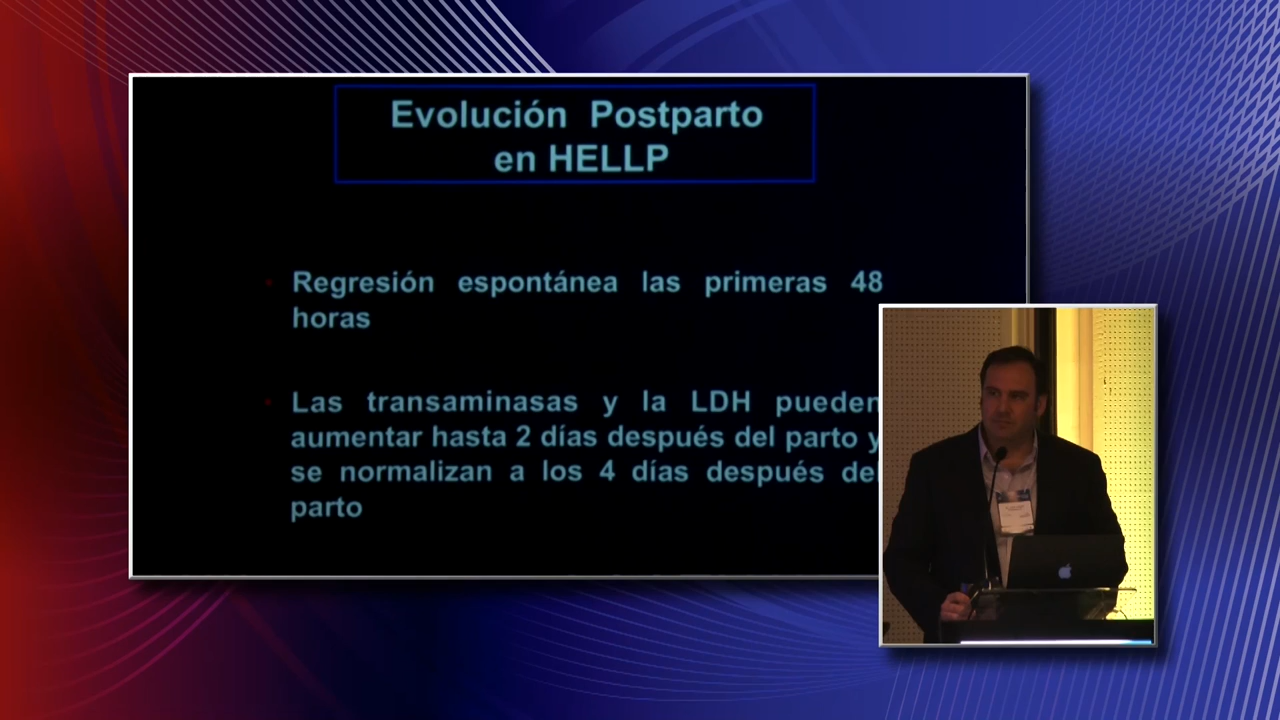 Evolución Postparto
en HELLP
Regresión espontánea las primeras 48
horas
Las transaminasas y la LDH pueden
aumentar hasta 2 días después del parto y
se normalizan a los 4 días después del
parto